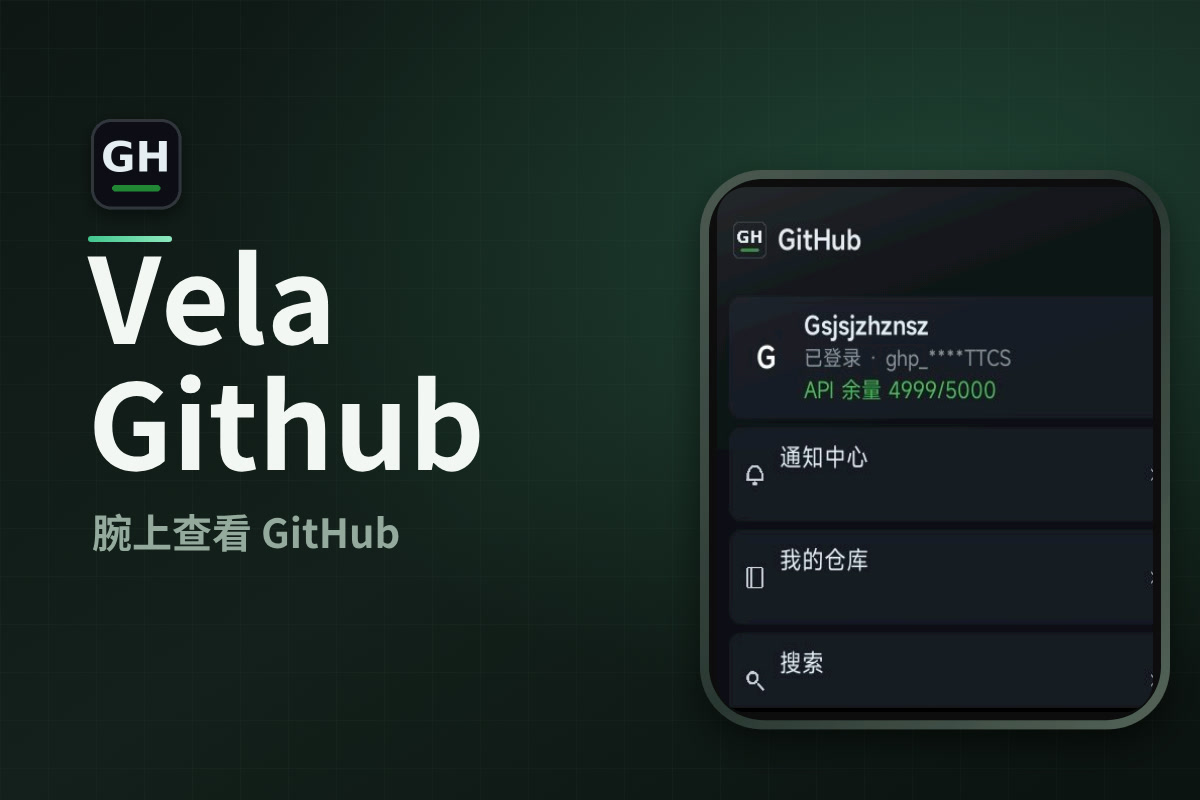 GH
Vela
Github
腕上查看 GitHub
GH GitHub
G
Gsjsjzhznsz
已登录 · ghp_****TTCS
API 余量 4999/5000
通知中心
我的仓库
搜索